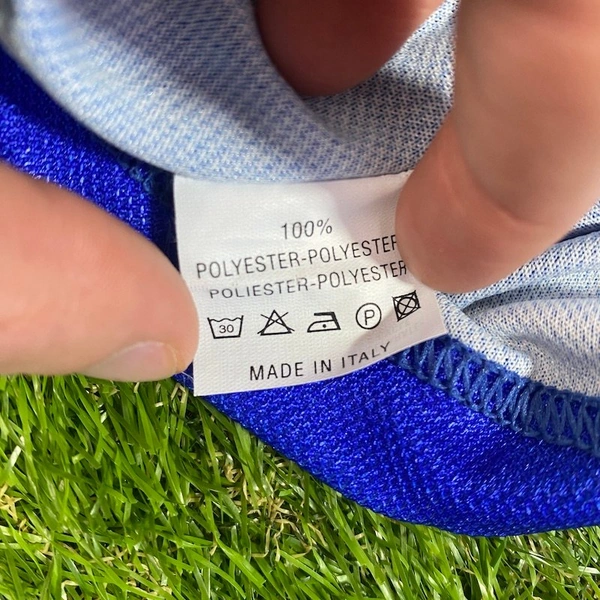 100%
POLYESTER-POLYESTER
POLIESTER-POLYESTER
30
P
MADE IN ITALY